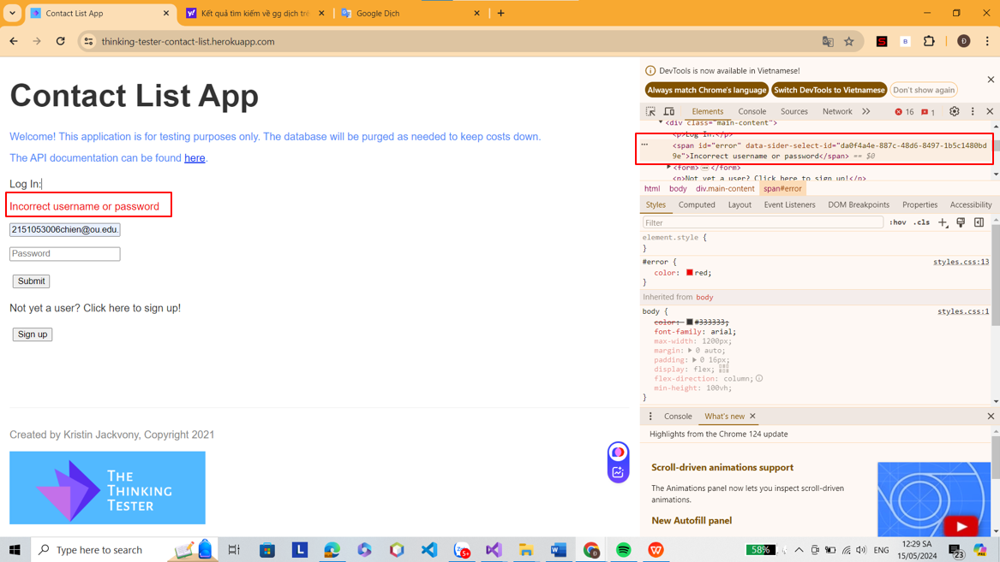 Contact List App
Kết quả tìm kiếm về gg dịch trê
Google Dịch
thinking-tester-contact-list.herokuapp.com
Contact List App
Welcome! This application is for testing purposes only. The database will be purged as needed to keep costs down.
The API documentation can be found here.
Log In:
Incorrect username or password
2151053006chien@ou.edu.
Password
Submit
Not yet a user? Click here to sign up!
Sign up
Created by Kristin Jackvony, Copyright 2021
THE
THINKING
TESTER
DevTools is now available in Vietnamese!
Always match Chrome's language
Switch DevTools to Vietnamese
Don't show again
Elements Console Sources Network 16 1
<div class="main-content">
<p>Log In:</p>
<span id="error" data-sider-select-id="da0f4a4e-887c-48d6-8497-1b5c1480bd
9e">Incorrect username or password</span> == $0
<form> … </form>
<p>Not yet a user? Click here to sign up!</p>
html body div.main-content span#error
Styles Computed Layout Event Listeners DOM Breakpoints Properties Accessibility
Filter :hov .cls
element.style {
}
#error { styles.css:13
color: red;
}
Inherited from body
body { styles.css:1
color: #333333;
font-family: arial;
max-width: 1200px;
margin: 0 auto;
padding: 0 16px;
display: flex;
flex-direction: column;
min-height: 100vh;
}
Console What's new
Highlights from the Chrome 124 update
Scroll-driven animations support
The Animations panel now lets you inspect scroll-driven
animations.
New Autofill panel
Type here to search
58%
ENG
12:29 SA
15/05/2024
23